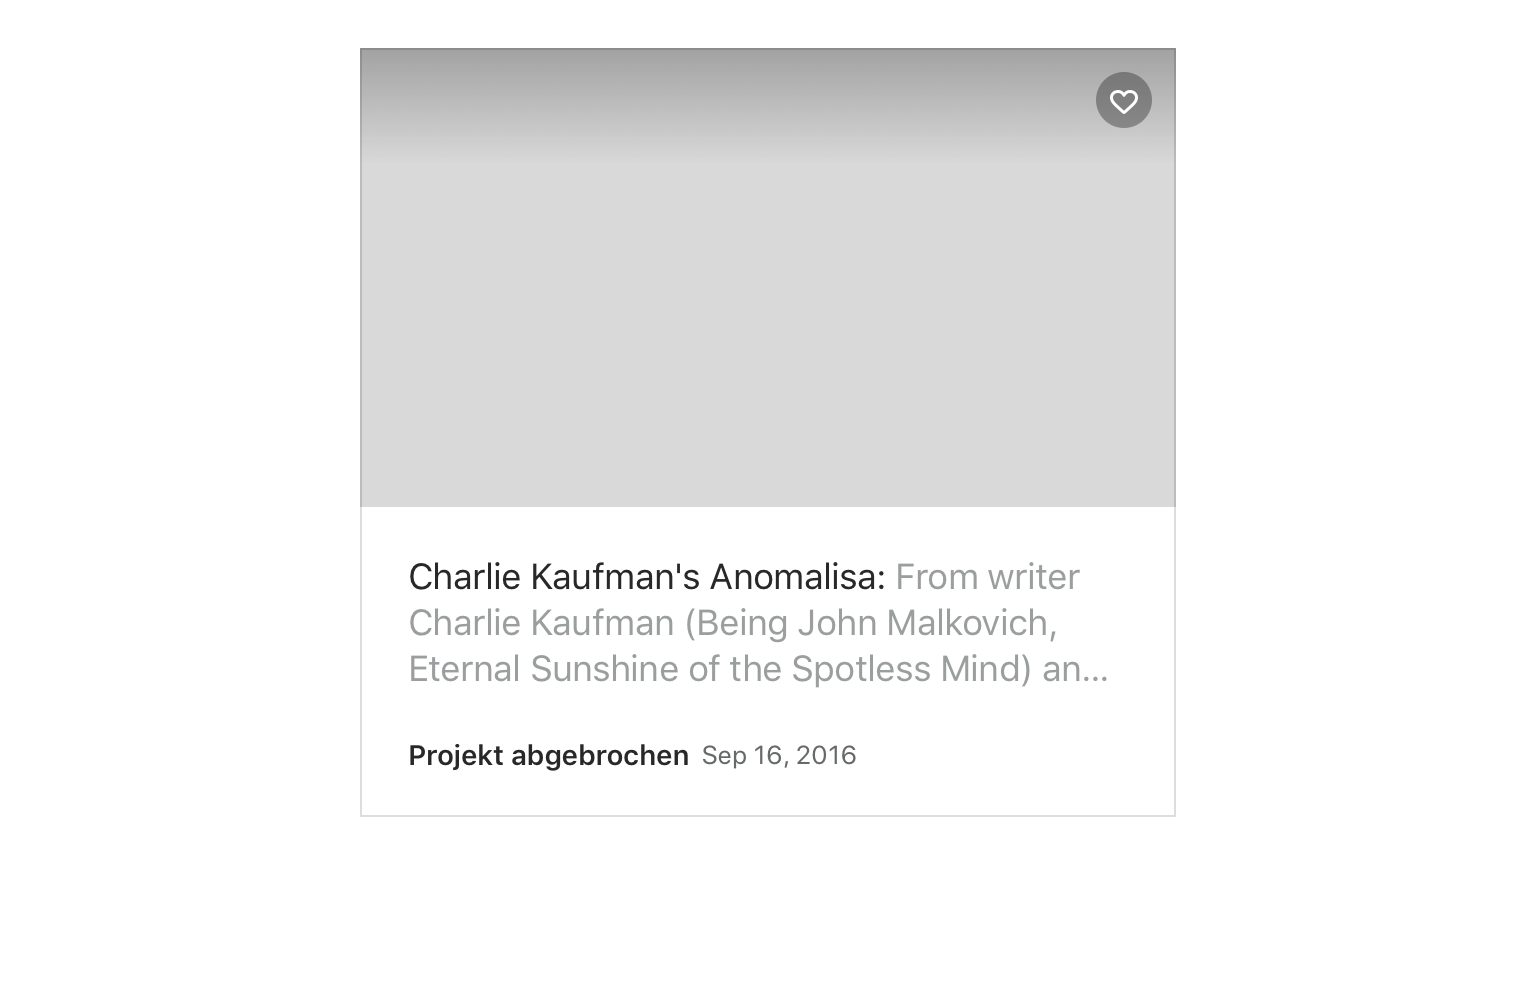 Charlie Kaufman's Anomalisa: From writer
Charlie Kaufman (Being John Malkovich,
Eternal Sunshine of the Spotless Mind) an…
Projekt abgebrochen Sep 16, 2016